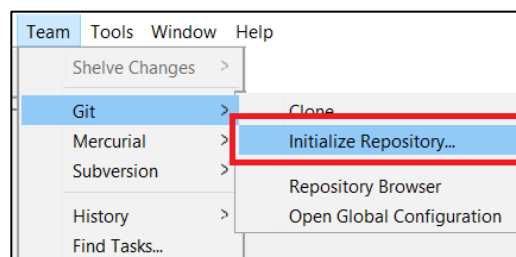 Team Tools Window Help
Shelve Changes >
Git >
Mercurial >
Subversion >
History >
Find Tasks...
Clone
Initialize Repository...
Repository Browser
Open Global Configuration